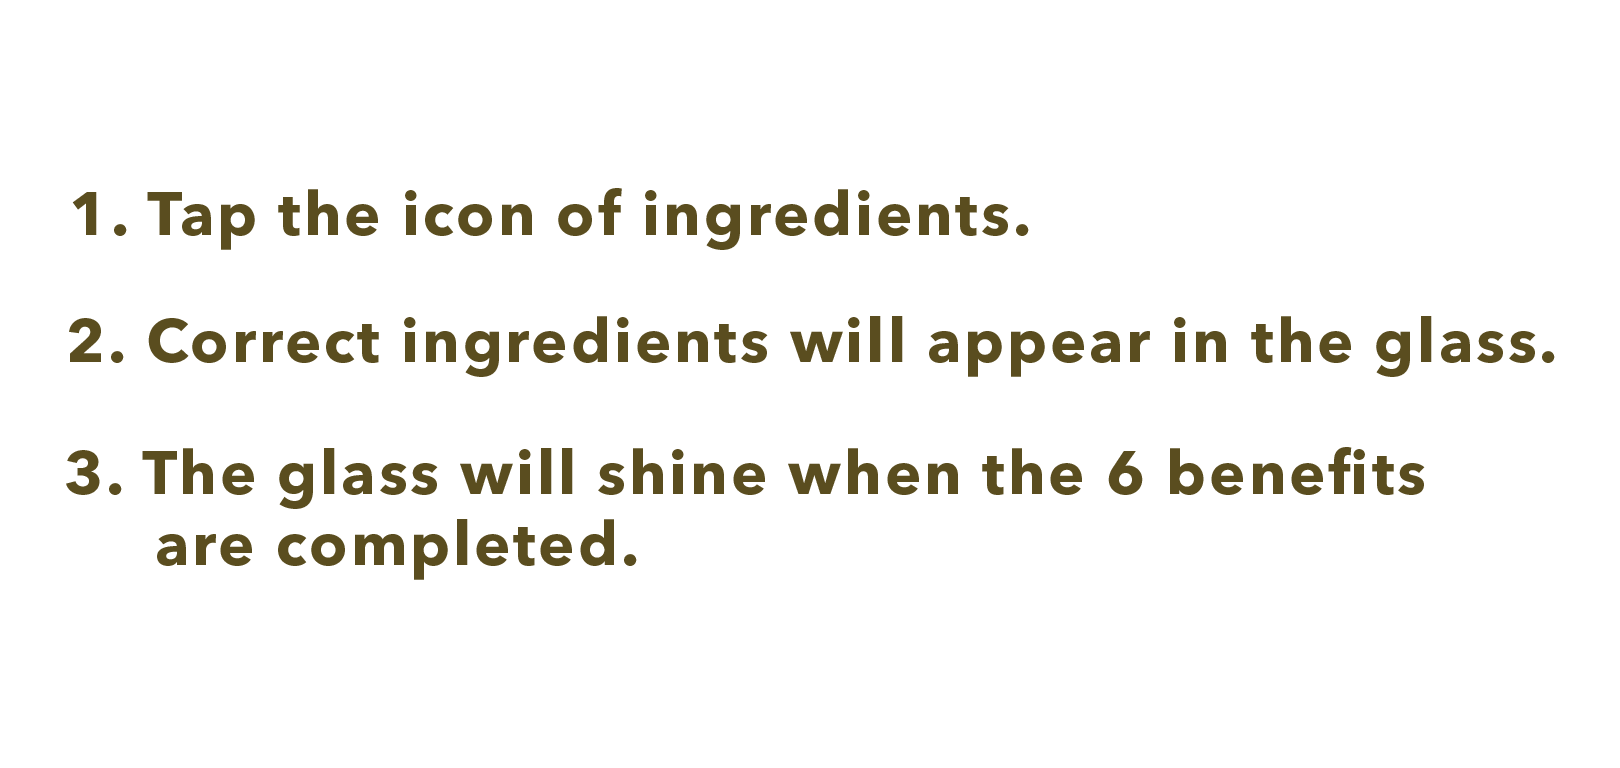 1. Tap the icon of ingredients.
2. Correct ingredients will appear in the glass.
3. The glass will shine when the 6 benefits
are completed.